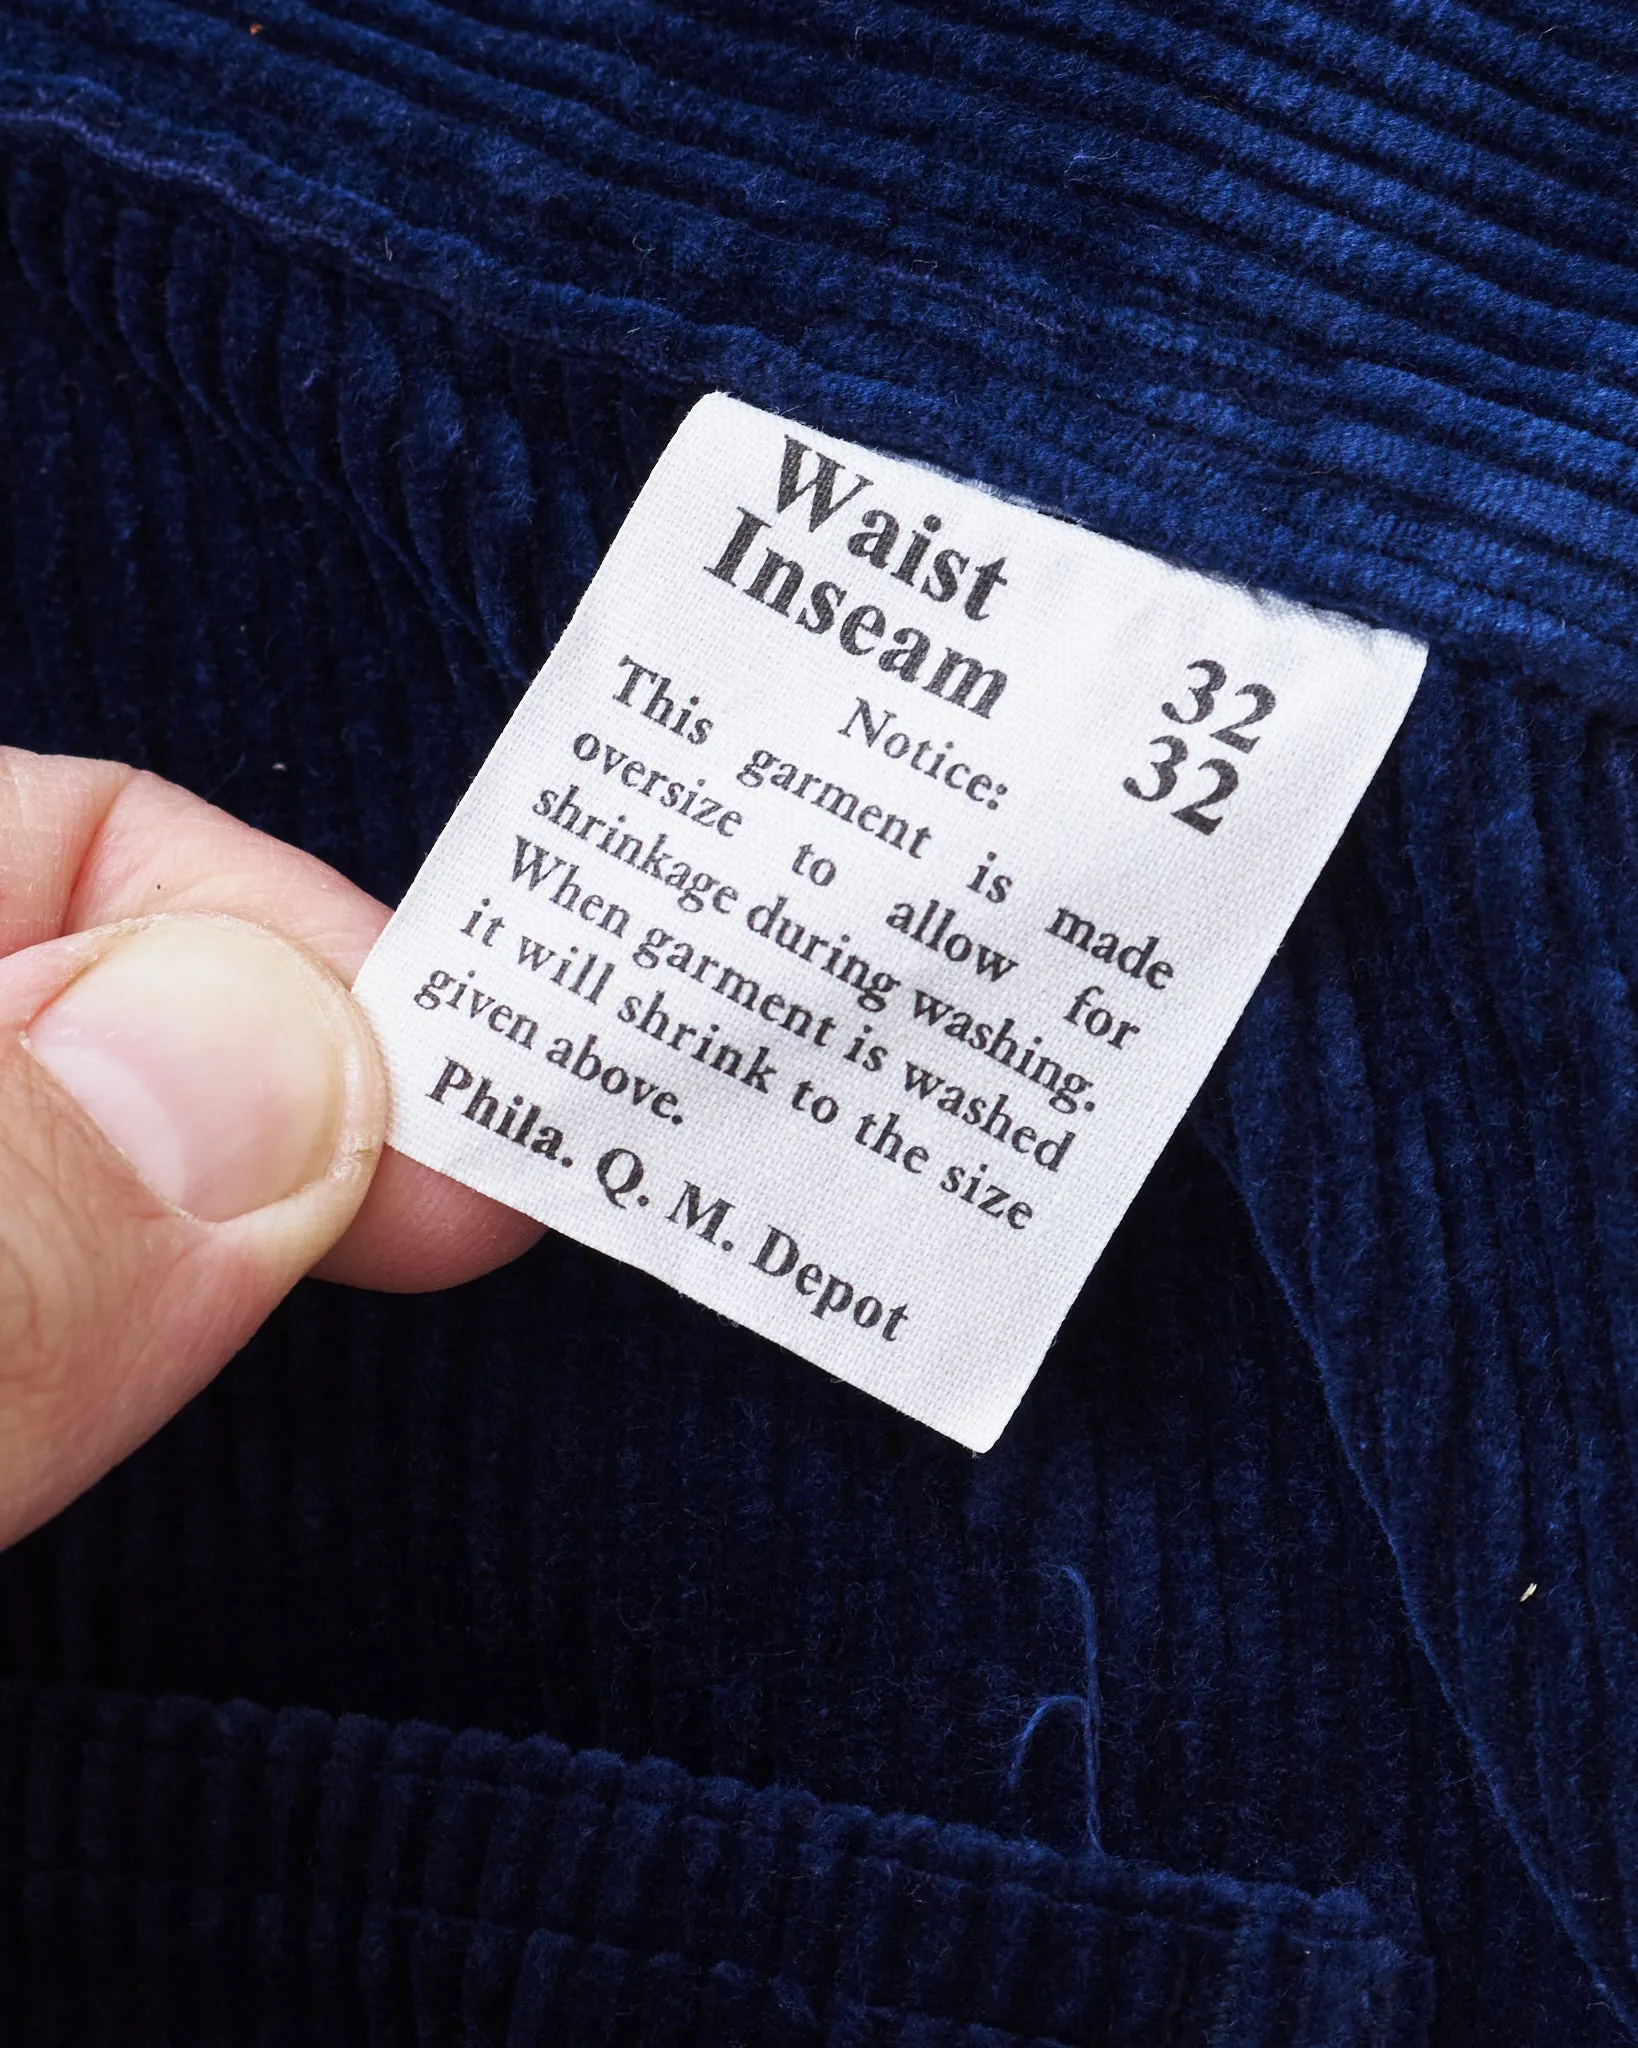 Waist 32
Inseam 32
Notice:
This garment is made
oversize to allow for
shrinkage during washing.
When garment is washed
it will shrink to the size
given above.
Phila. Q. M. Depot